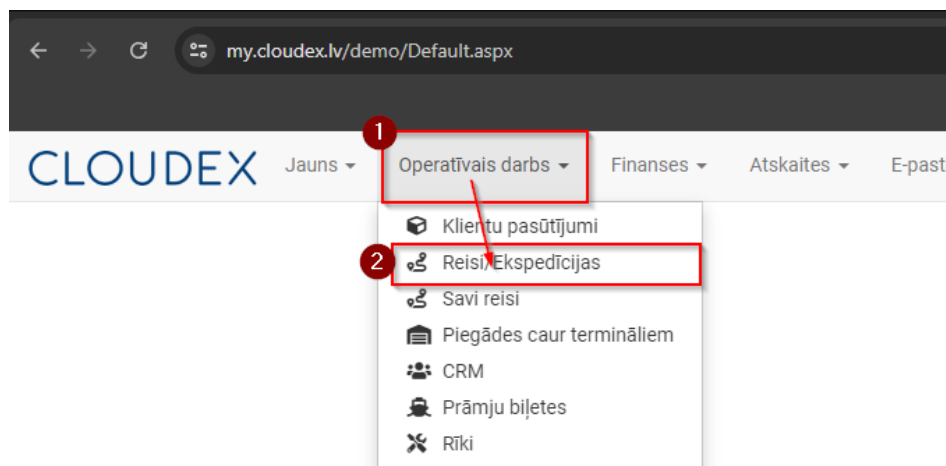 my.cloudex.lv/demo/Default.aspx
1
CLOUDEX Jauns Operatīvais darbs Finanses Atskaites E-past
Klientu pasūtījumi
2 Reisi/Ekspedīcijas
Savi reisi
Piegādes caur termināliem
CRM
Prāmju biļetes
Rīki